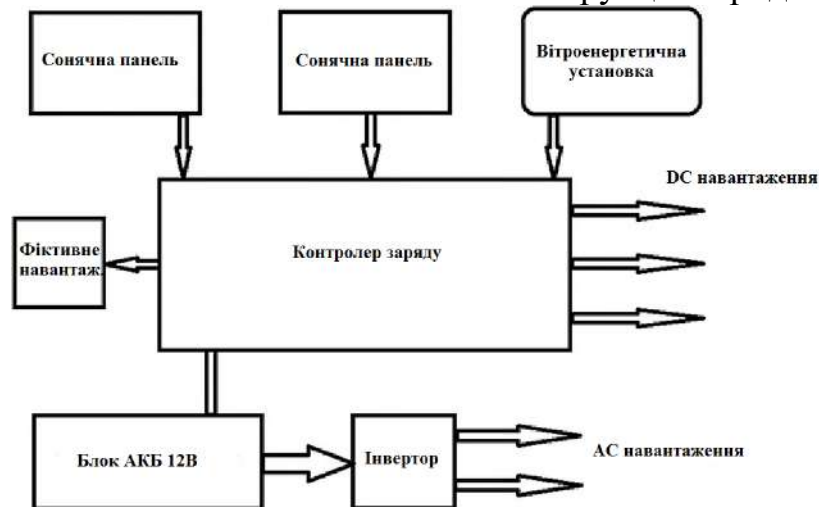 Сонячна панель
Сонячна панель
Вітроенергетична
установка
DC навантаження
Фіктивне
навантаж.
Контролер заряду
Блок АКБ 12В
Інвертор
АС навантаження